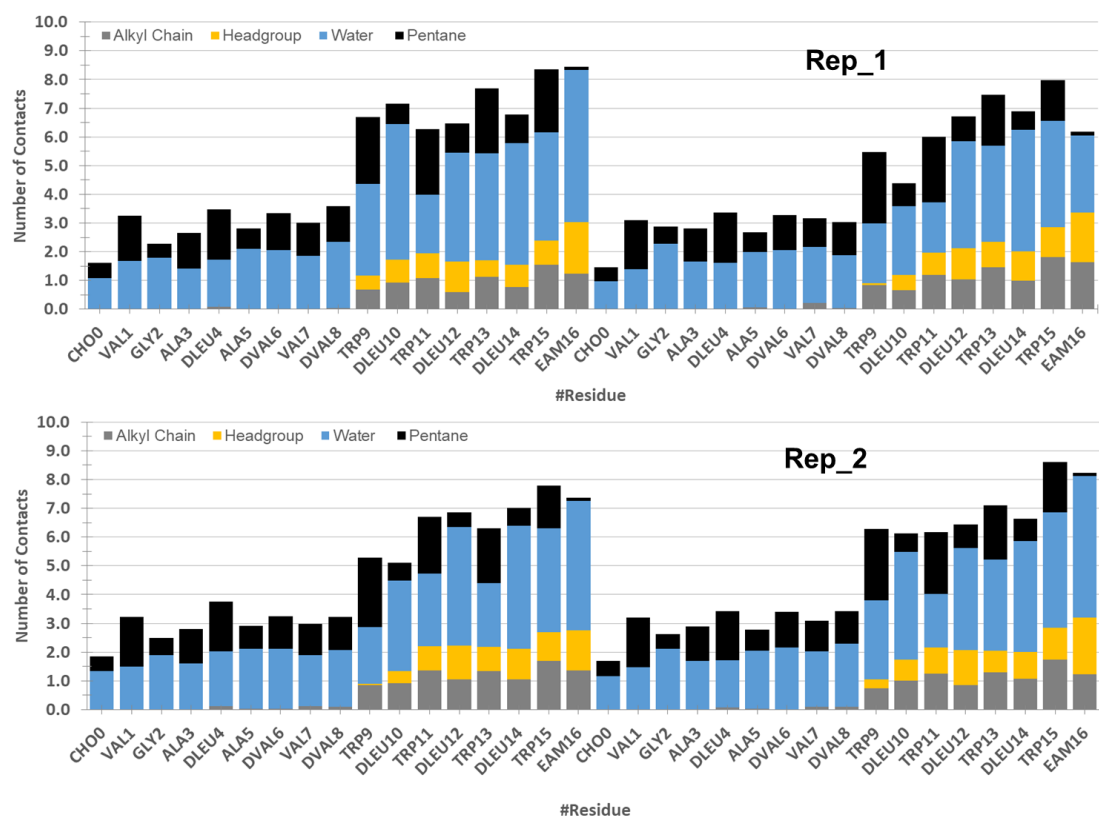 10.0
9.0
8.0
7.0
6.0
5.0
4.0
3.0
2.0
1.0
0.0
Number of Contacts
Alkyl Chain Headgroup Water Pentane
Rep_1
CHO0 VAL1 GLY2 ALA3 DLEU4 ALA5 DVAL6 VAL7 DVAL8 TRP9 DLEU10 TRP11 DLEU12 TRP13 DLEU14 TRP15 EAM16 CHO0 VAL1 GLY2 ALA3 DLEU4 ALA5 DVAL6 VAL7 DVAL8 TRP9 DLEU10 TRP11 DLEU12 TRP13 DLEU14 TRP15 EAM16
#Residue
10.0
9.0
8.0
7.0
6.0
5.0
4.0
3.0
2.0
1.0
0.0
Number of Contacts
Alkyl Chain Headgroup Water Pentane
Rep_2
CHO0 VAL1 GLY2 ALA3 DLEU4 ALA5 DVAL6 VAL7 DVAL8 TRP9 DLEU10 TRP11 DLEU12 TRP13 DLEU14 TRP15 EAM16 CHO0 VAL1 GLY2 ALA3 DLEU4 ALA5 DVAL6 VAL7 DVAL8 TRP9 DLEU10 TRP11 DLEU12 TRP13 DLEU14 TRP15 EAM16
#Residue